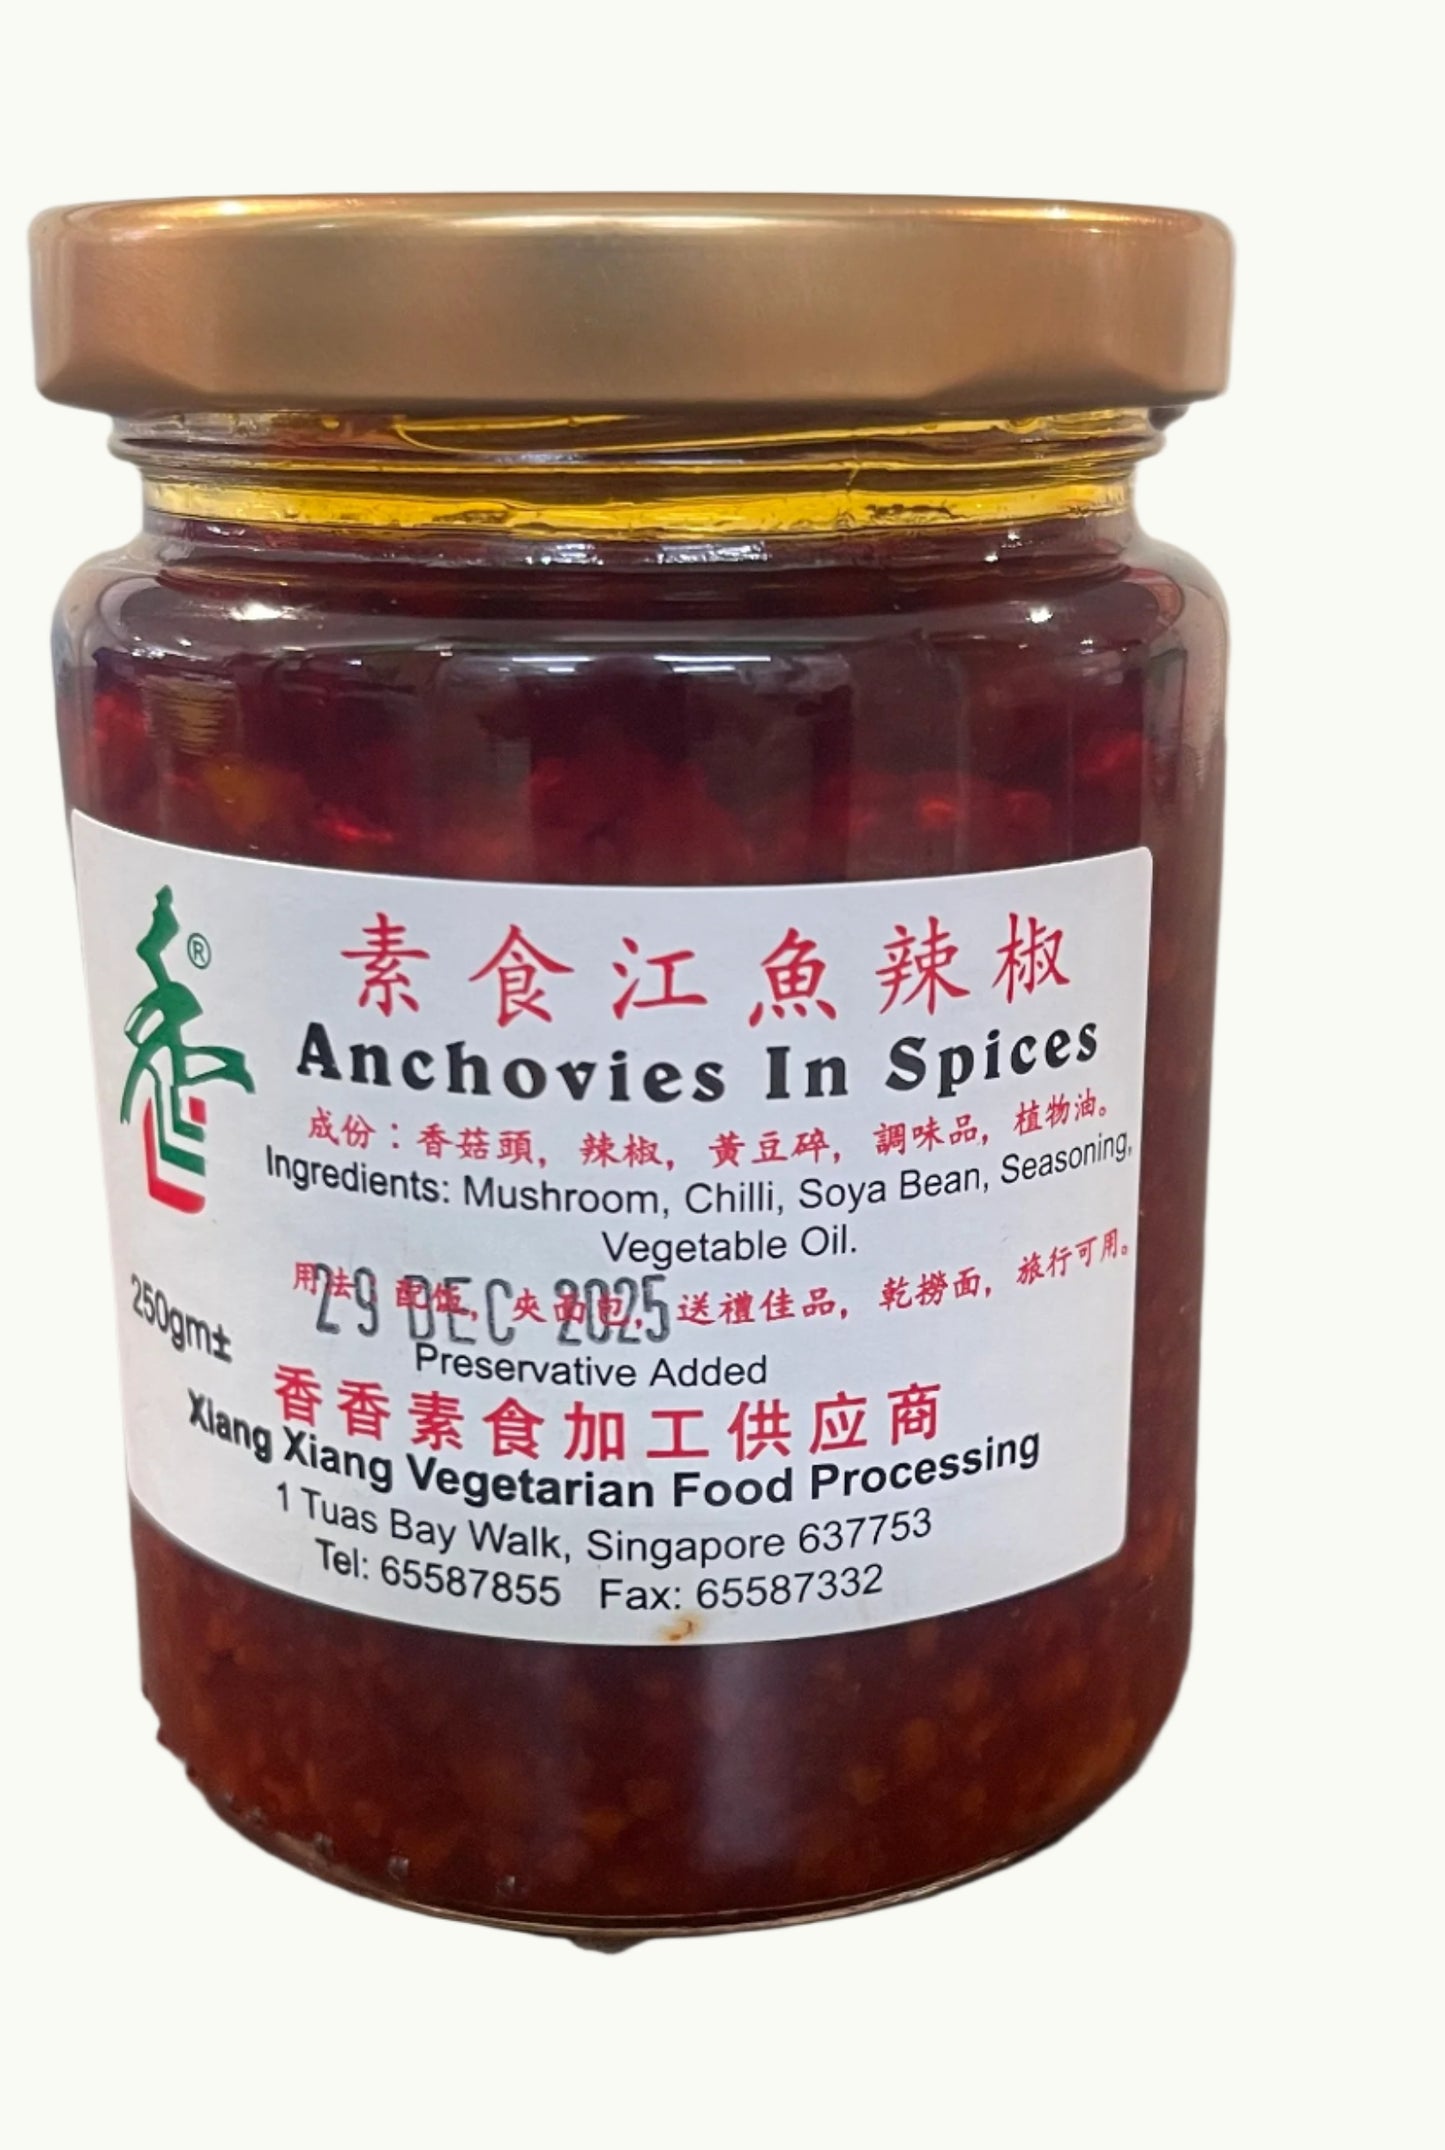 ®
素食江魚辣椒
Anchovies In Spices
成份：香菇頭，辣椒，黃豆碎，調味品，植物油。
Ingredients: Mushroom, Chilli, Soya Bean, Seasoning,
Vegetable Oil.
用法：配飯，夾面包，送禮佳品，乾撈面，旅行可用。
29 DEC 2025
250gm±
Preservative Added
香香素食加工供应商
Xiang Xiang Vegetarian Food Processing
1 Tuas Bay Walk, Singapore 637753
Tel: 65587855 Fax: 65587332